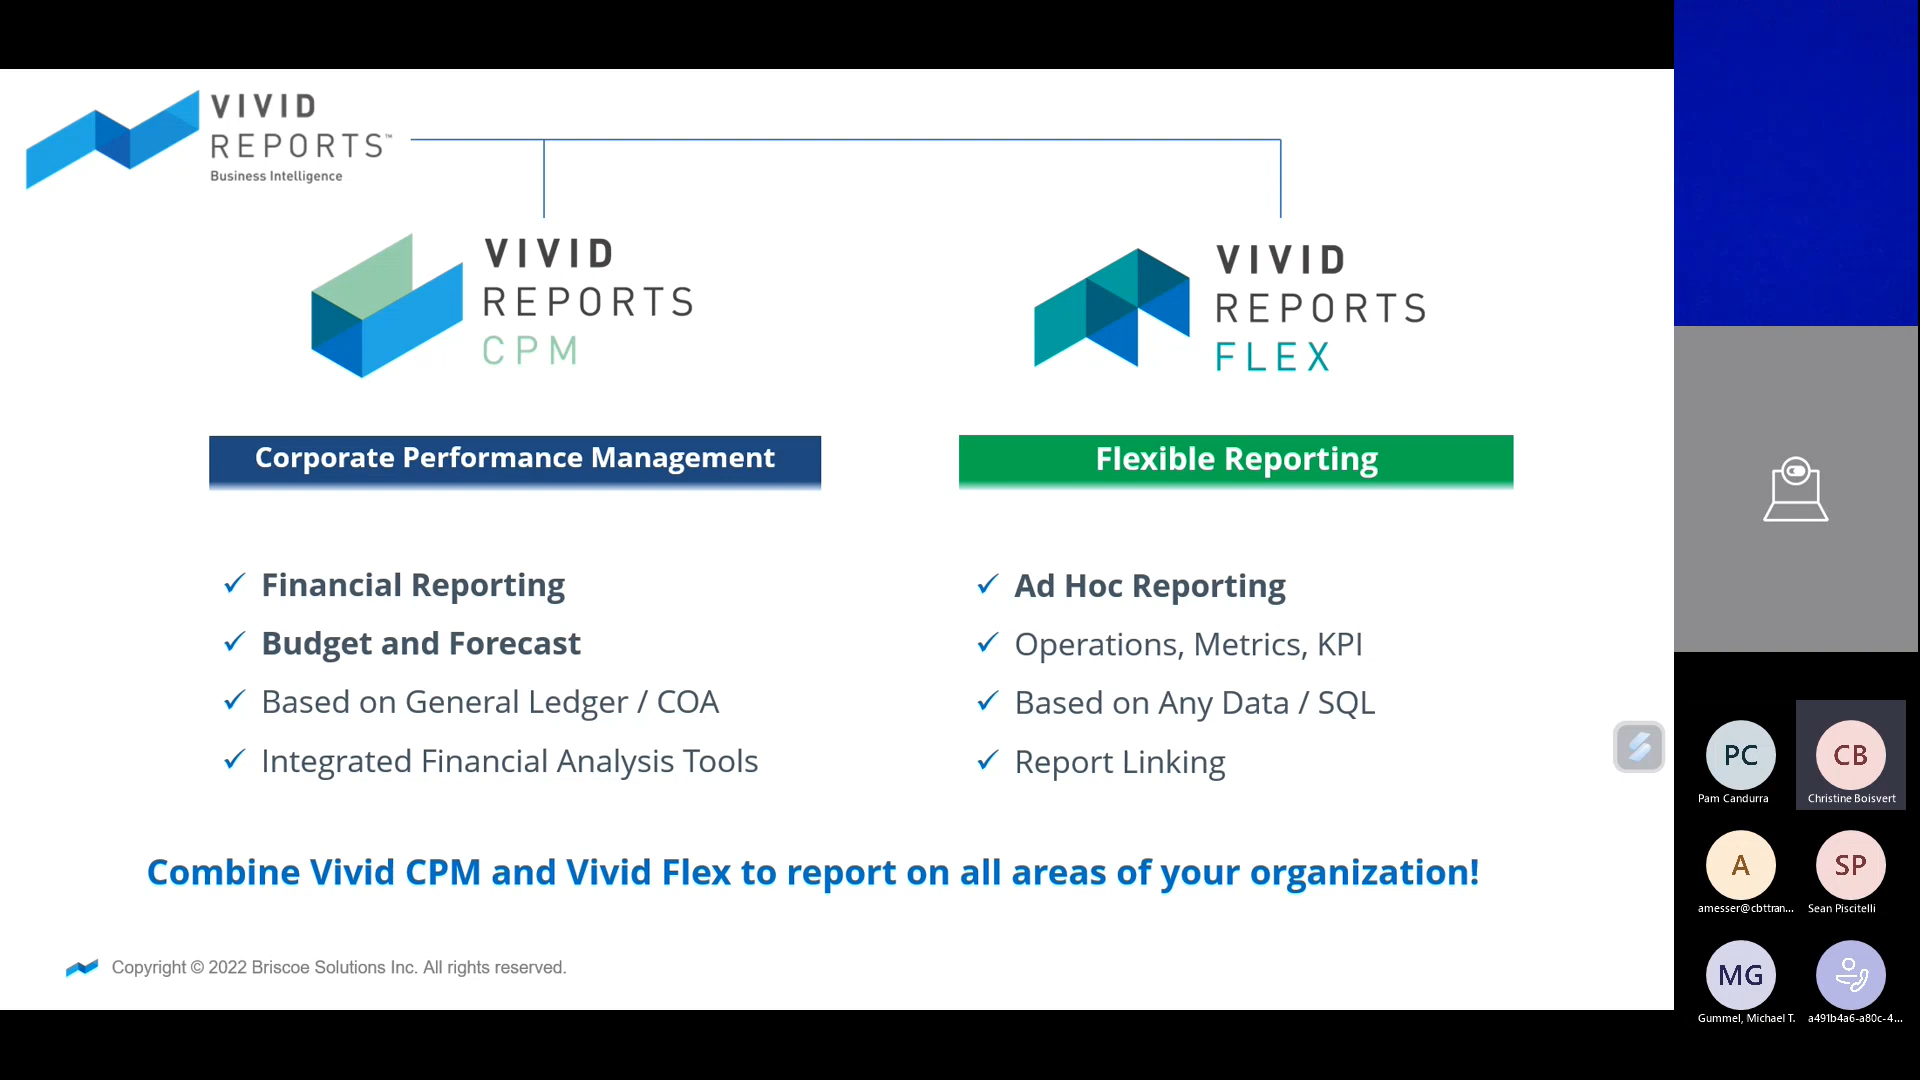 VIVID
REPORTS™
Business Intelligence
VIVID
REPORTS
CPM
VIVID
REPORTS
FLEX
Corporate Performance Management
Flexible Reporting
✓ Financial Reporting
✓ Budget and Forecast
✓ Based on General Ledger / COA
✓ Integrated Financial Analysis Tools
✓ Ad Hoc Reporting
✓ Operations, Metrics, KPI
✓ Based on Any Data / SQL
✓ Report Linking
Combine Vivid CPM and Vivid Flex to report on all areas of your organization!
Copyright © 2022 Briscoe Solutions Inc. All rights reserved.
PC
Pam Candurra
CB
Christine Boisvert
A
amesser@cbttran...
SP
Sean Piscitelli
MG
Gummel, Michael T.
a491b4a6-a80c-4...